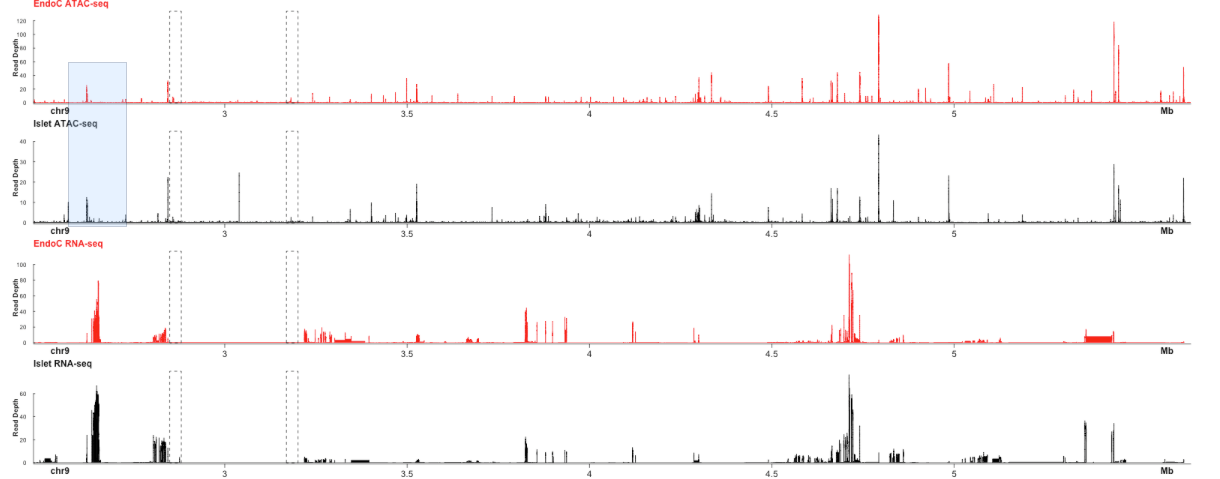 EndoC ATAC-seq
Read Depth
120
100
80
60
40
20
0
chr9
3
3.5
4
4.5
5
Mb
Islet ATAC-seq
Read Depth
40
30
20
10
0
chr9
3
3.5
4
4.5
5
Mb
EndoC RNA-seq
Read Depth
100
80
60
40
20
0
chr9
3
3.5
4
4.5
5
Mb
Islet RNA-seq
Read Depth
60
40
20
0
chr9
3
3.5
4
4.5
5
Mb